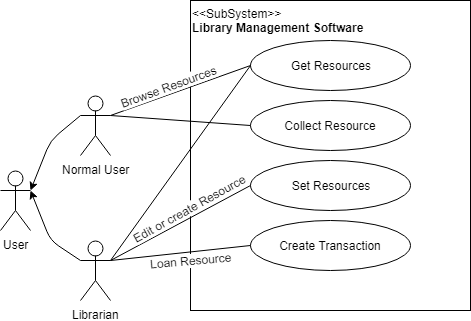 <<SubSystem>>
Library Management Software
Get Resources
Browse Resources
Collect Resource
Normal User
Set Resources
Edit or create Resource
User
Create Transaction
Loan Resource
Librarian